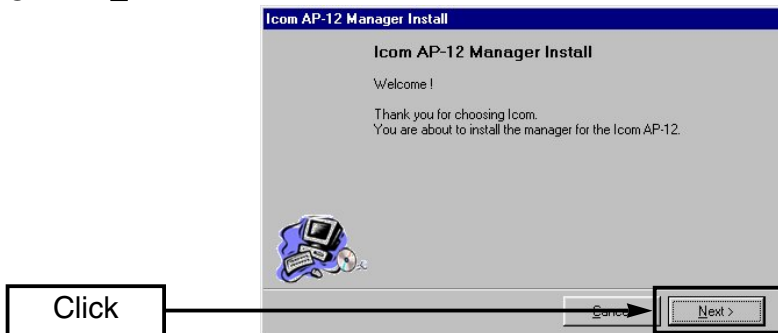 Icom AP-12 Manager Install
Icom AP-12 Manager Install
Welcome !
Thank you for choosing Icom.
You are about to install the manager for the Icom AP-12.
Click
Next >